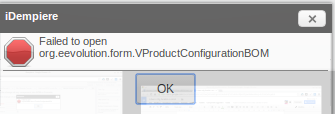 iDempiere
Failed to open
org.eevolution.form.VProductConfigurationBOM
OK